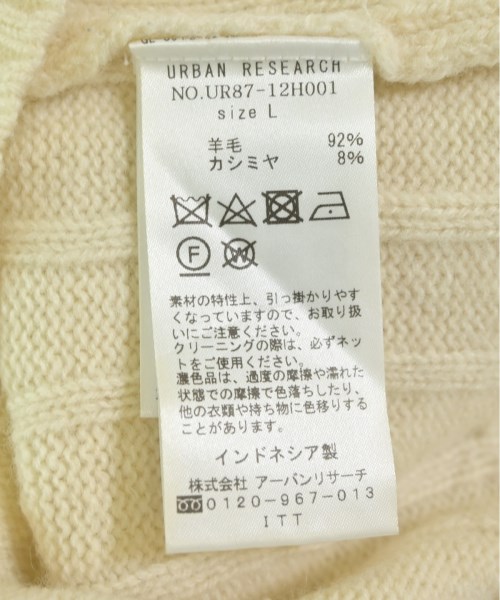 URBAN RESEARCH
NO.UR87-12H001
size L
羊毛 92%
カシミヤ 8%
F
W
素材の特性上、引っ掛かりやす
くなっていますので、お取り扱
いにご注意ください。
クリーニングの際は、必ずネッ
トをご使用ください。
濃色品は、過度の摩擦や濡れた
状態での摩擦で色落ちしたり、
他の衣類や持ち物に色移りする
ことがあります。
インドネシア製
株式会社 アーバンリサーチ
0120-967-013
ITT